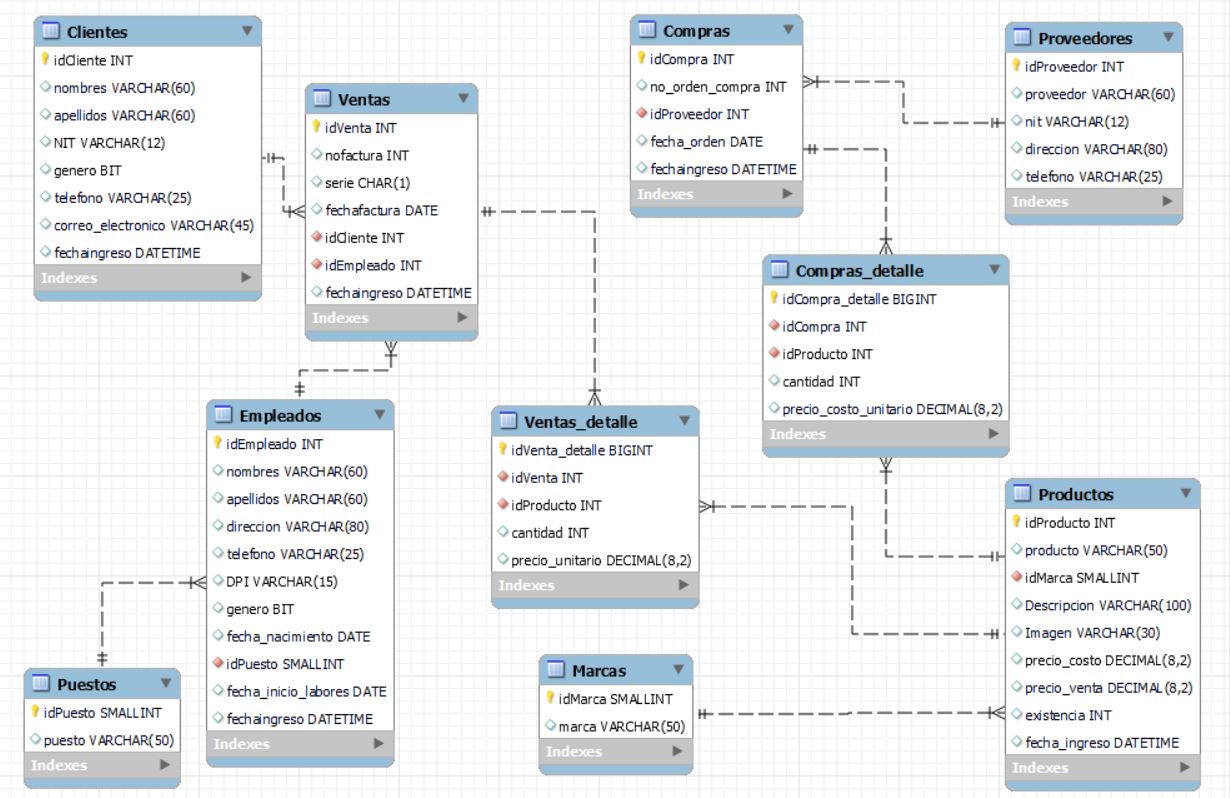 Clientes
idCliente INT
nombres VARCHAR(60)
apellidos VARCHAR(60)
NIT VARCHAR(12)
genero BIT
telefono VARCHAR(25)
correo_electronico VARCHAR(45)
fechaingreso DATETIME
Indexes
Ventas
idVenta INT
nofactura INT
serie CHAR(1)
fechafactura DATE
idCliente INT
idEmpleado INT
fechaingreso DATETIME
Indexes
Compras
idCompra INT
no_orden_compra INT
idProveedor INT
fecha_orden DATE
fechaingreso DATETIME
Indexes
Proveedores
idProveedor INT
proveedor VARCHAR(60)
nit VARCHAR(12)
direccion VARCHAR(80)
telefono VARCHAR(25)
Indexes
Compras_detalle
idCompra_detalle BIGINT
idCompra INT
idProducto INT
cantidad INT
precio_costo_unitario DECIMAL(8,2)
Indexes
Empleados
idEmpleado INT
nombres VARCHAR(60)
apellidos VARCHAR(60)
direccion VARCHAR(80)
telefono VARCHAR(25)
DPI VARCHAR(15)
genero BIT
fecha_nacimiento DATE
idPuesto SMALLINT
fecha_inicio_labores DATE
fechaingreso DATETIME
Indexes
Ventas_detalle
idVenta_detalle BIGINT
idVenta INT
idProducto INT
cantidad INT
precio_unitario DECIMAL(8,2)
Indexes
Productos
idProducto INT
producto VARCHAR(50)
idMarca SMALLINT
Descripcion VARCHAR(100)
Imagen VARCHAR(30)
precio_costo DECIMAL(8,2)
precio_venta DECIMAL(8,2)
existencia INT
fecha_ingreso DATETIME
Indexes
Puestos
idPuesto SMALLINT
puesto VARCHAR(50)
Indexes
Marcas
idMarca SMALLINT
marca VARCHAR(50)
Indexes